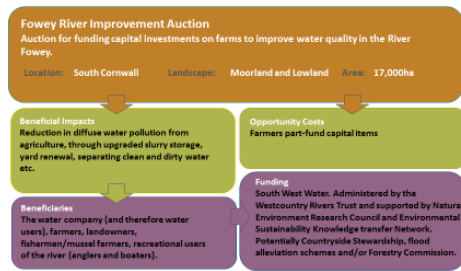 Fowey River Improvement Auction
Auction for funding capital investments on farms to improve water quality in the River
Fowey.
Location: South Cornwall Landscape: Moorland and Lowland Area: 17,000ha
Beneficial Impacts
Reduction in diffuse water pollution from
agriculture, through upgraded slurry storage,
yard renewal, separating clean and dirty water
etc.
Opportunity Costs
Farmers part-fund capital items
Beneficiaries
The water company (and therefore water
users), farmers, landowners,
fishermen/mussel farmers, recreational users
of the river (anglers and boaters).
Funding
South West Water. Administered by the
Westcountry Rivers Trust and supported by Natural
Environment Research Council and Environmental
Sustainability Knowledge transfer Network.
Potentially Countryside Stewardship, flood
alleviation schemes and/or Forestry Commission.